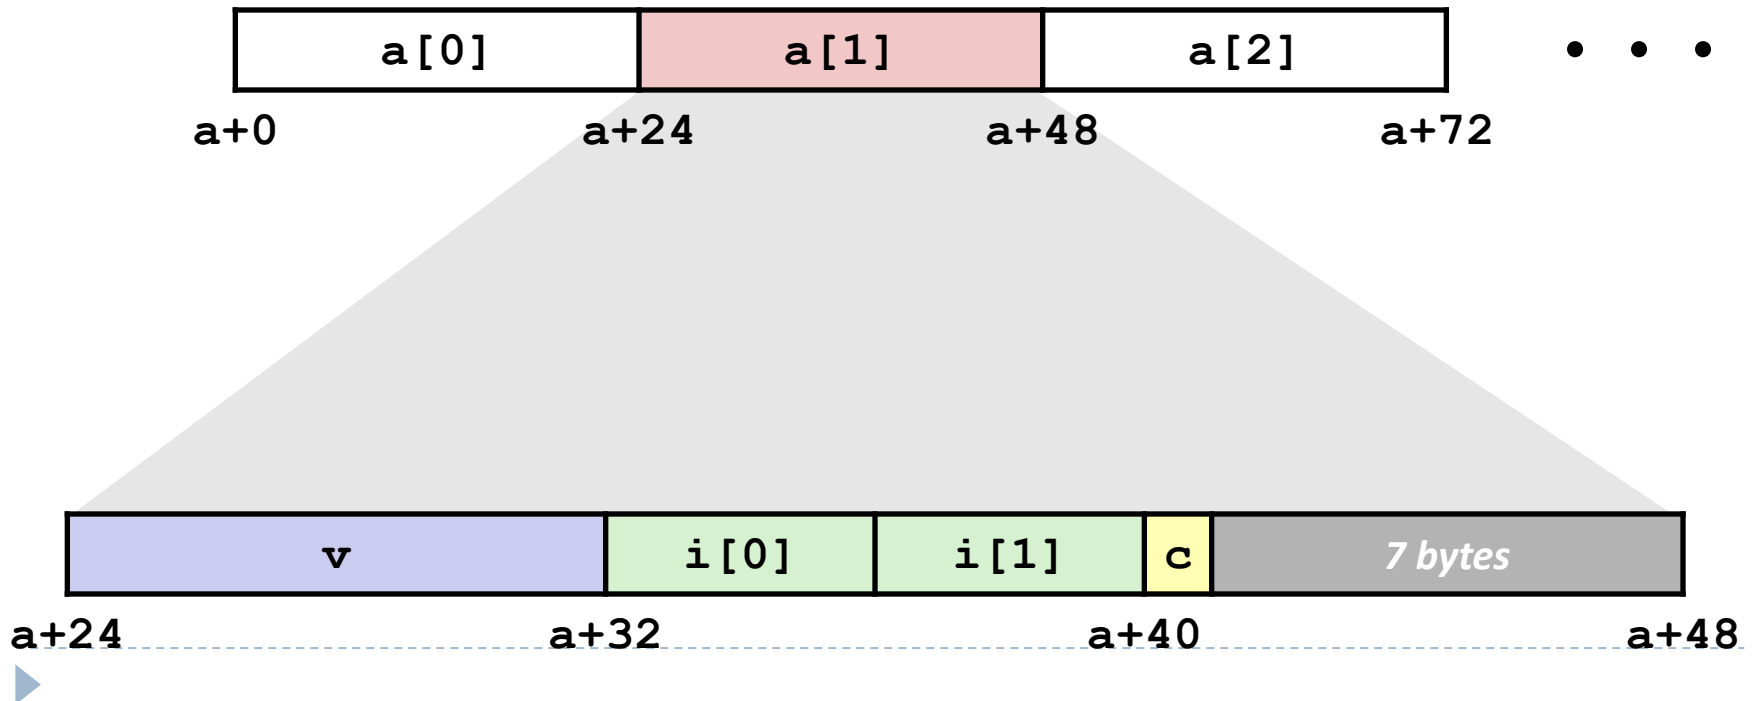 a[0] a[1] a[2] • • •
a+0 a+24 a+48 a+72
v i[0] i[1] c 7 bytes
a+24 a+32 a+40 a+48